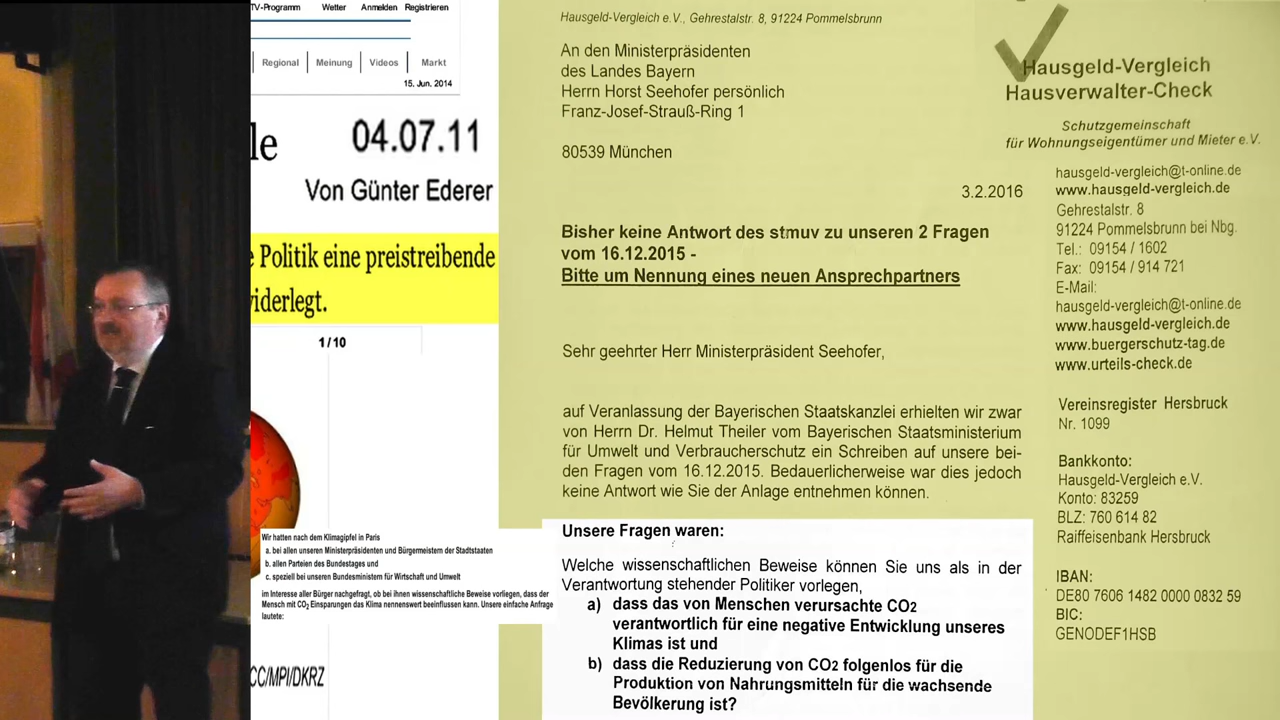 TV-Programm Wetter Anmelden Registrieren
Regional Meinung Videos Markt
15. Jun. 2014
le
04.07.11
Von Günter Ederer
Politik eine preistreibende
widerlegt.
1/10
Wir hatten nach dem Klimagipfel in Paris
a. bei allen unseren Ministerpräsidenten und Bürgermeistern der Stadtstaaten
b. allen Parteien des Bundestages und
c. speziell bei unseren Bundesministern für Wirtschaft und Umwelt
im Interesse aller Bürger nachgefragt, ob bei ihnen wissenschaftliche Beweise vorliegen, dass der
Mensch mit CO2 Einsparungen das Klima nennenswert beeinflussen kann. Unsere einfache Anfrage
lautete:
CC/MPI/DKRZ
Hausgeld-Vergleich e.V., Gehrestalstr. 8, 91224 Pommelsbrunn
An den Ministerpräsidenten
des Landes Bayern
Herrn Horst Seehofer persönlich
Franz-Josef-Strauß-Ring 1
80539 München
3.2.2016
Bisher keine Antwort des stmuv zu unseren 2 Fragen
vom 16.12.2015 -
Bitte um Nennung eines neuen Ansprechpartners
Sehr geehrter Herr Ministerpräsident Seehofer,
auf Veranlassung der Bayerischen Staatskanzlei erhielten wir zwar
von Herrn Dr. Helmut Theiler vom Bayerischen Staatsministerium
für Umwelt und Verbraucherschutz ein Schreiben auf unsere bei-
den Fragen vom 16.12.2015. Bedauerlicherweise war dies jedoch
keine Antwort wie Sie der Anlage entnehmen können.
Unsere Fragen waren:
Welche wissenschaftlichen Beweise können Sie uns als in der
Verantwortung stehender Politiker vorlegen,
a) dass das von Menschen verursachte CO2
verantwortlich für eine negative Entwicklung unseres
Klimas ist und
b) dass die Reduzierung von CO2 folgenlos für die
Produktion von Nahrungsmitteln für die wachsende
Bevölkerung ist?
Hausgeld-Vergleich
Hausverwalter-Check
Schutzgemeinschaft
für Wohnungseigentümer und Mieter e.V.
hausgeld-vergleich@t-online.de
www.hausgeld-vergleich.de
Gehrestalstr. 8
91224 Pommelsbrunn bei Nbg.
Tel.: 09154 / 1602
Fax: 09154 / 914 721
E-Mail:
hausgeld-vergleich@t-online.de
www.hausgeld-vergleich.de
www.buergerschutz-tag.de
www.urteils-check.de
Vereinsregister Hersbruck
Nr. 1099
Bankkonto:
Hausgeld-Vergleich e.V.
Konto: 83259
BLZ: 760 614 82
Raiffeisenbank Hersbruck
IBAN:
DE80 7606 1482 0000 0832 59
BIC:
GENODEF1HSB